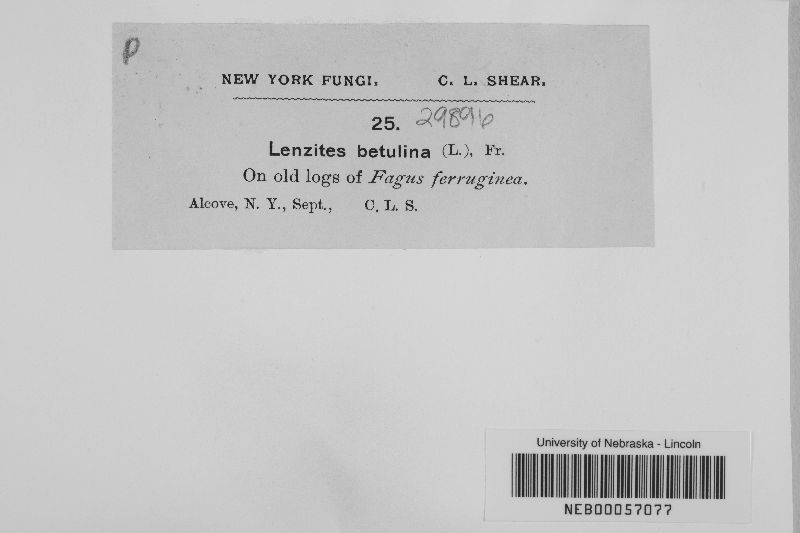 P
NEW YORK FUNGI. C. L. SHEAR.
25. 29896
Lenzites betulina (L.), Fr.
On old logs of Fagus ferruginea.
Alcove, N. Y., Sept., C. L. S.
University of Nebraska - Lincoln
NEB00057077